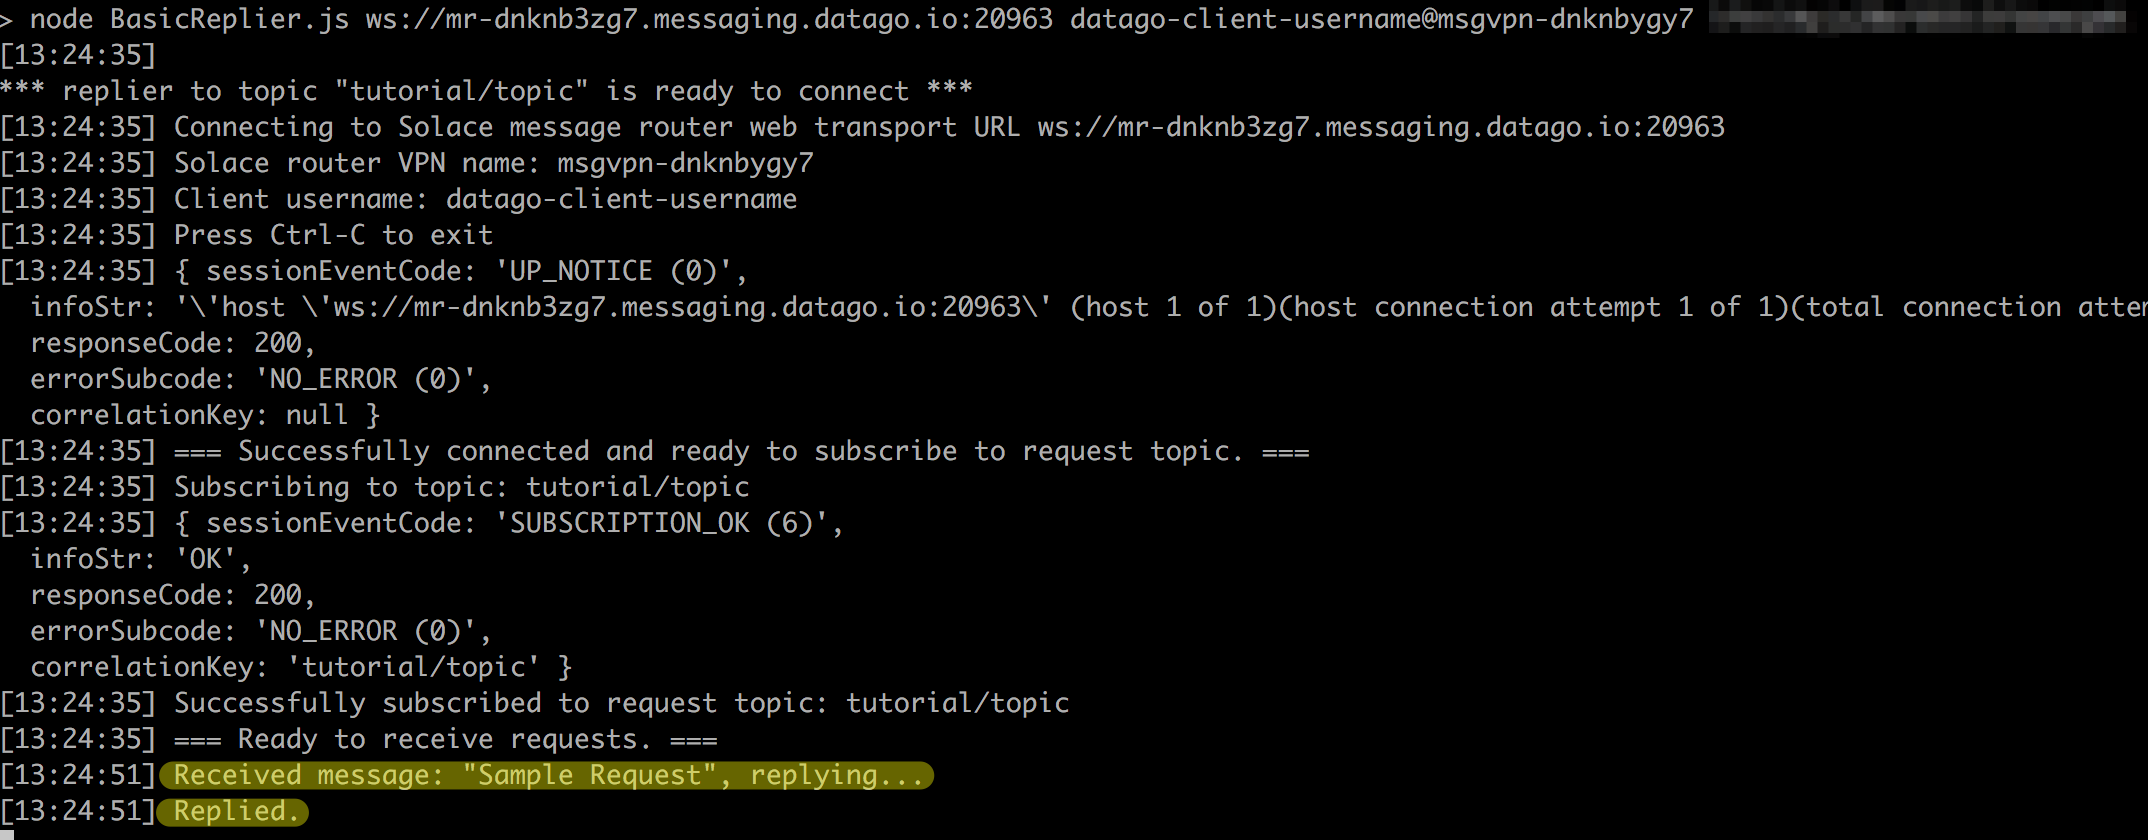 > node BasicReplier.js ws://mr-dnknb3zg7.messaging.datago.io:20963 datago-client-username@msgvpn-dnknbygy7
[13:24:35]
*** replier to topic "tutorial/topic" is ready to connect ***
[13:24:35] Connecting to Solace message router web transport URL ws://mr-dnknb3zg7.messaging.datago.io:20963
[13:24:35] Solace router VPN name: msgvpn-dnknbygy7
[13:24:35] Client username: datago-client-username
[13:24:35] Press Ctrl-C to exit
[13:24:35] { sessionEventCode: 'UP_NOTICE (0)',
  infoStr: '\'host \'ws://mr-dnknb3zg7.messaging.datago.io:20963\' (host 1 of 1)(host connection attempt 1 of 1)(total connection
  responseCode: 200,
  errorSubcode: 'NO_ERROR (0)',
  correlationKey: null }
[13:24:35] === Successfully connected and ready to subscribe to request topic. ===
[13:24:35] Subscribing to topic: tutorial/topic
[13:24:35] { sessionEventCode: 'SUBSCRIPTION_OK (6)',
  infoStr: 'OK',
  responseCode: 200,
  errorSubcode: 'NO_ERROR (0)',
  correlationKey: 'tutorial/topic' }
[13:24:35] Successfully subscribed to request topic: tutorial/topic
[13:24:35] === Ready to receive requests. ===
[13:24:51] Received message: "Sample Request", replying...
[13:24:51] Replied.